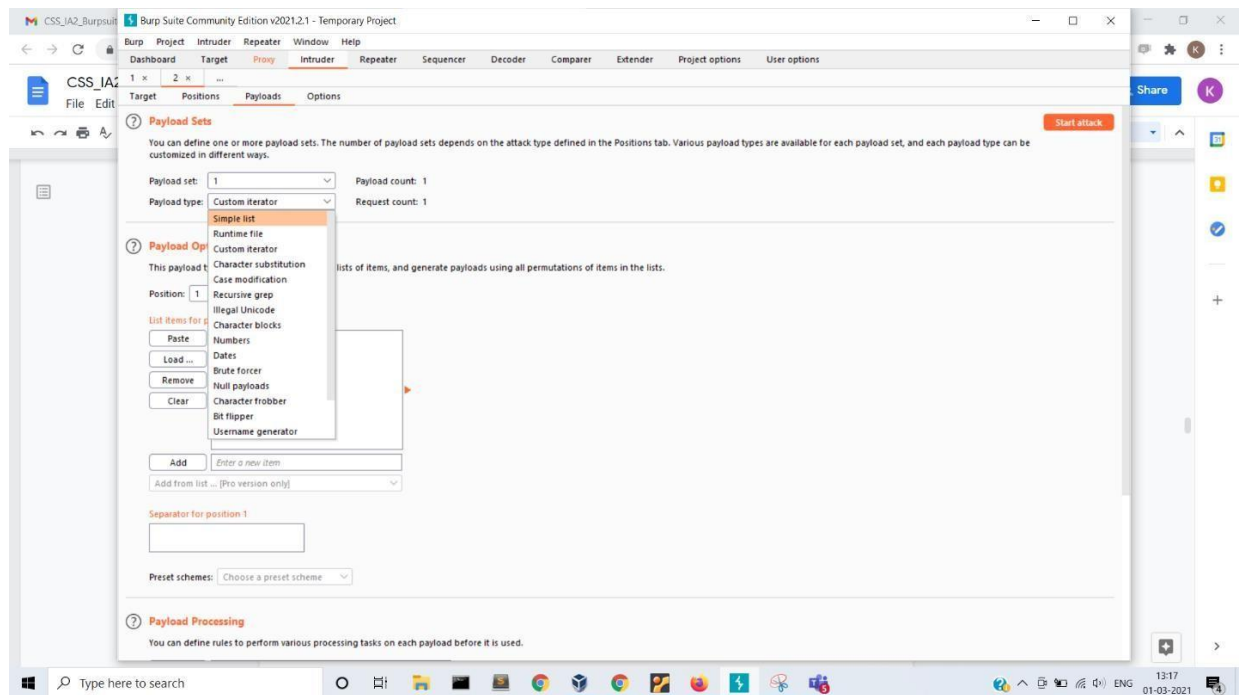 CSS_IA2_Burpsuit
Burp Suite Community Edition v2021.2.1 - Temporary Project
Burp Project Intruder Repeater Window Help
Dashboard Target Proxy Intruder Repeater Sequencer Decoder Comparer Extender Project options User options
1 × 2 × ...
Target Positions Payloads Options
CSS_IA2
File Edit
Share
K
K
Payload Sets
Start attack
You can define one or more payload sets. The number of payload sets depends on the attack type defined in the Positions tab. Various payload types are available for each payload set, and each payload type can be
customized in different ways.
Payload set: 1 Payload count: 1
Payload type: Custom iterator Request count: 1
Simple list
Runtime file
Custom iterator
Character substitution
Case modification
Recursive grep
Illegal Unicode
Character blocks
Numbers
Dates
Brute forcer
Null payloads
Character frobber
Bit flipper
Username generator
Payload Op
This payload t lists of items, and generate payloads using all permutations of items in the lists.
Position: 1
List items for p
Paste
Load ...
Remove
Clear
Add Enter a new item
Add from list ... [Pro version only]
Separator for position 1
Preset schemes: Choose a preset scheme
Payload Processing
You can define rules to perform various processing tasks on each payload before it is used.
Type here to search
ENG
13:17
01-03-2021